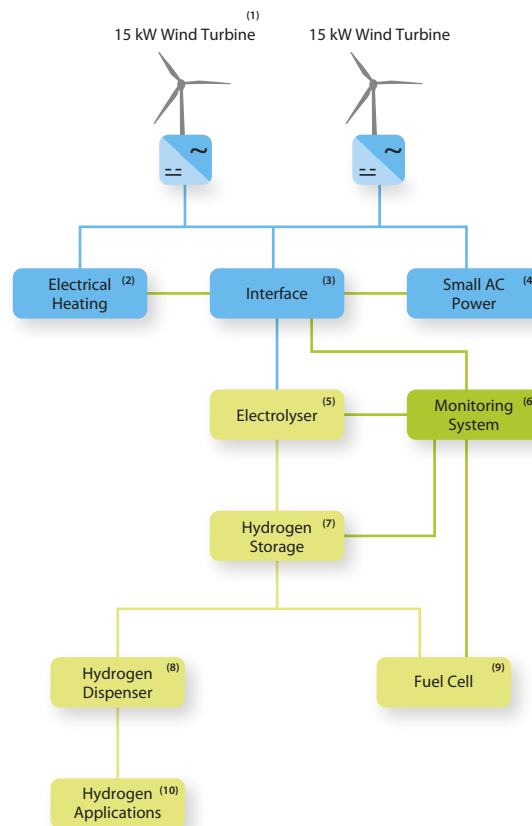 (1)
15 kW Wind Turbine
15 kW Wind Turbine
Electrical (2)
Heating
Interface (3)
Small AC (4)
Power
Electrolyser (5)
Monitoring (6)
System
Hydrogen (7)
Storage
Hydrogen (8)
Dispenser
Fuel Cell (9)
Hydrogen (10)
Applications